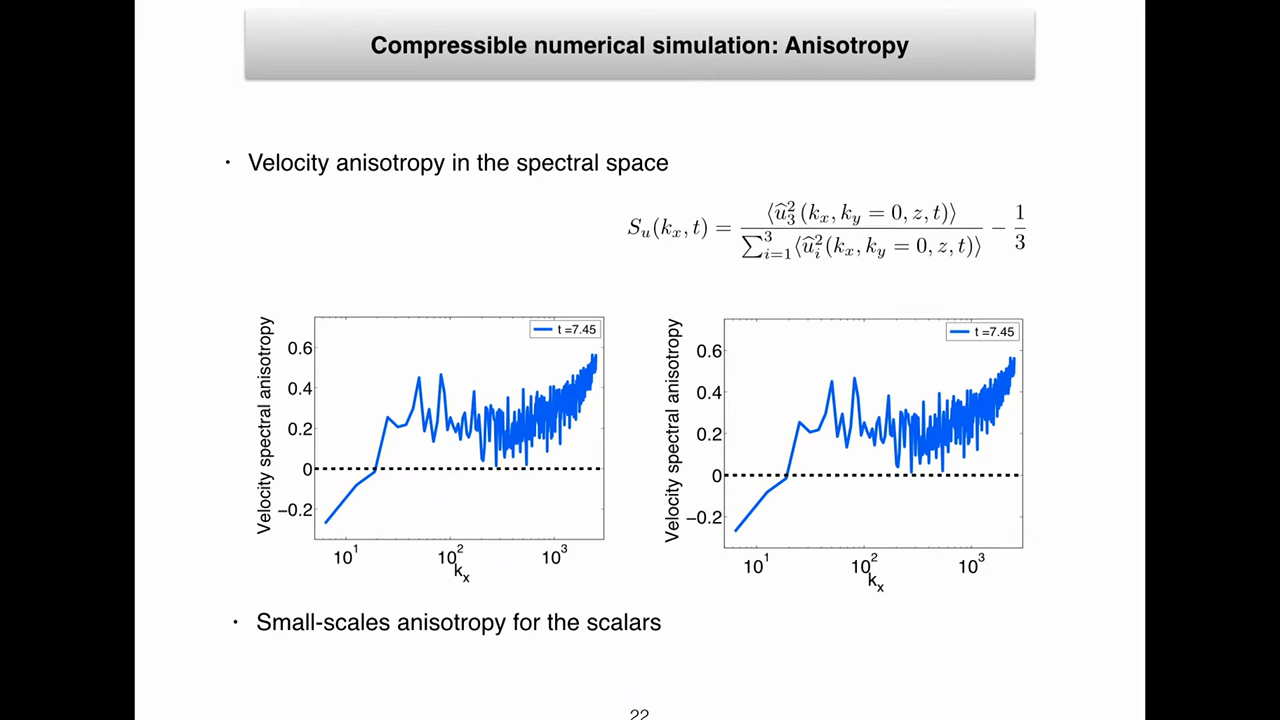 Compressible numerical simulation: Anisotropy
· Velocity anisotropy in the spectral space
S_u(k_x, t) = ⟨û_3^2 (k_x, k_y = 0, z, t)⟩ / ∑_{i=1}^3 ⟨û_i^2(k_x, k_y = 0, z, t)⟩ − 1/3
Velocity spectral anisotropy
t =7.45
0.6
0.4
0.2
0
−0.2
10^1
10^2
10^3
k_x
Velocity spectral anisotropy
t =7.45
0.6
0.4
0.2
0
−0.2
10^1
10^2
10^3
k_x
· Small-scales anisotropy for the scalars
22